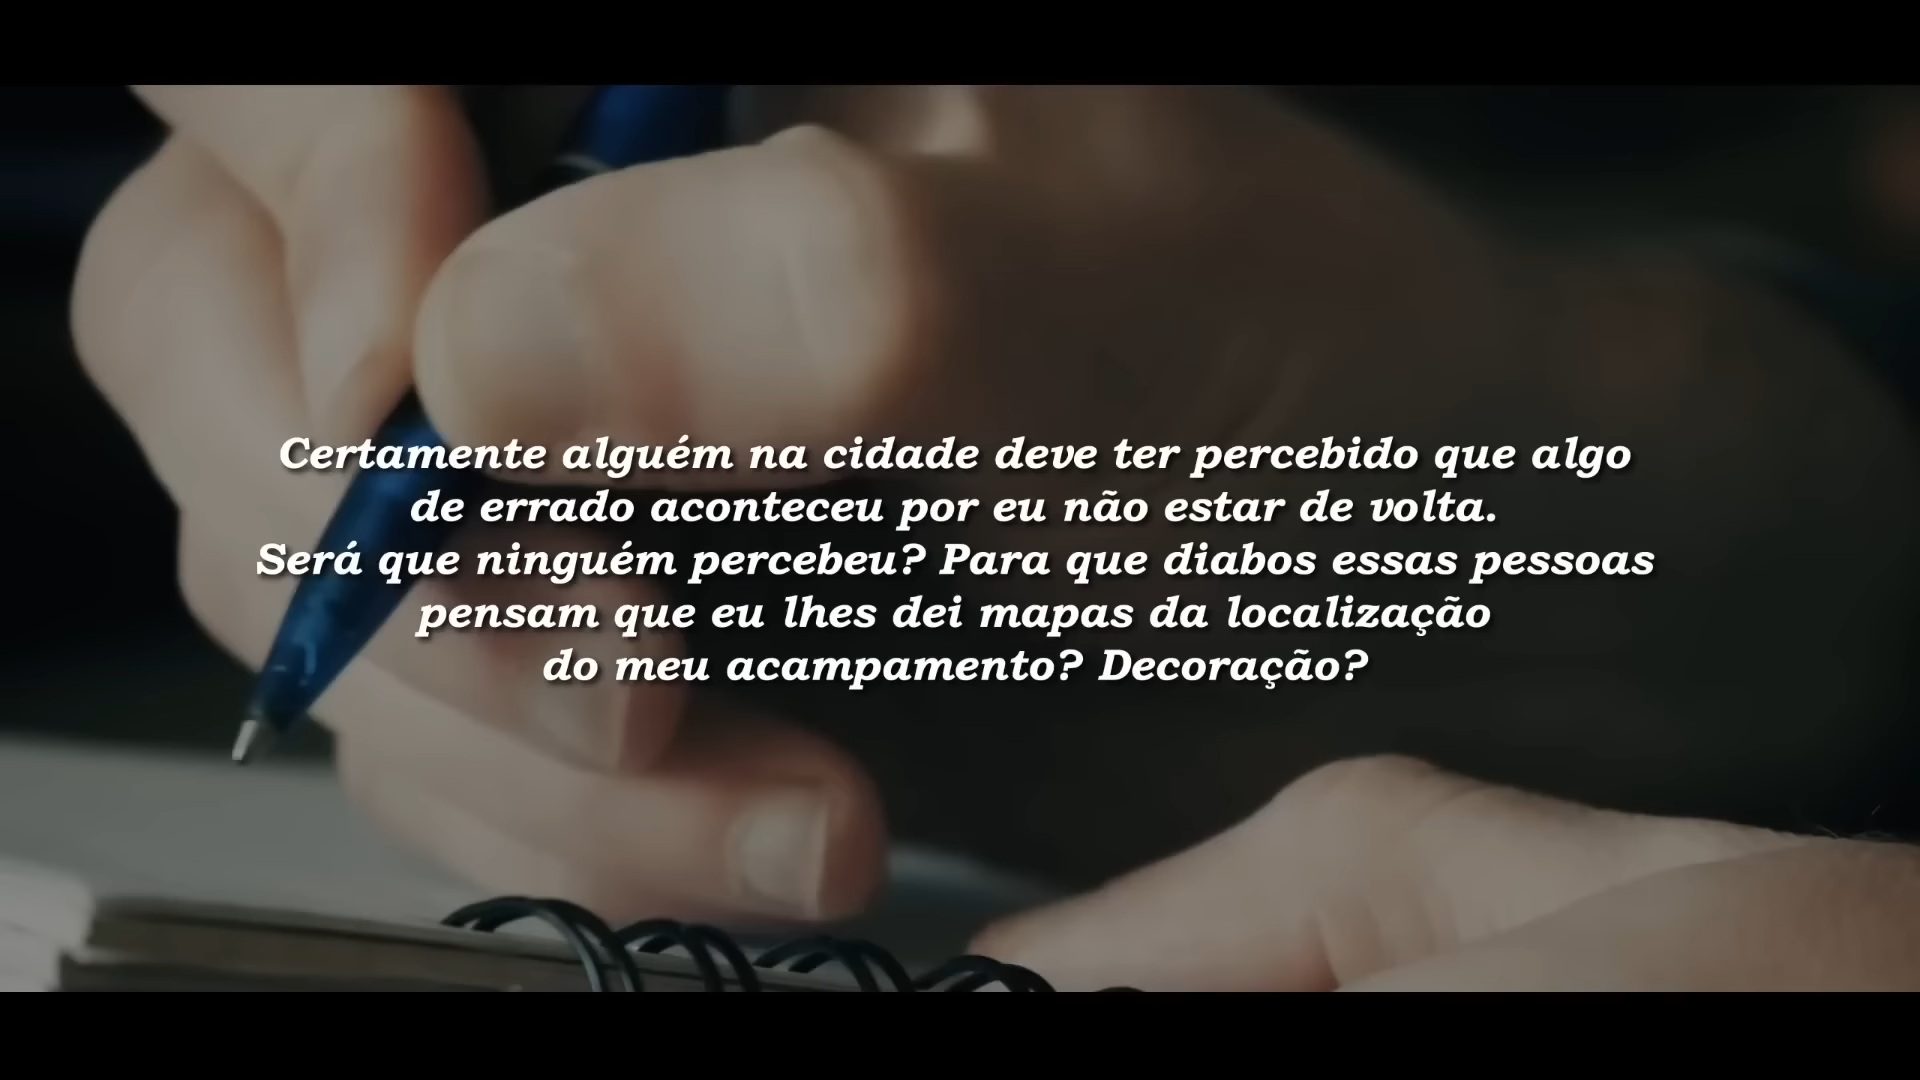 Certamente alguém na cidade deve ter percebido que algo
de errado aconteceu por eu não estar de volta.
Será que ninguém percebeu? Para que diabos essas pessoas
pensam que eu lhes dei mapas da localização
do meu acampamento? Decoração?